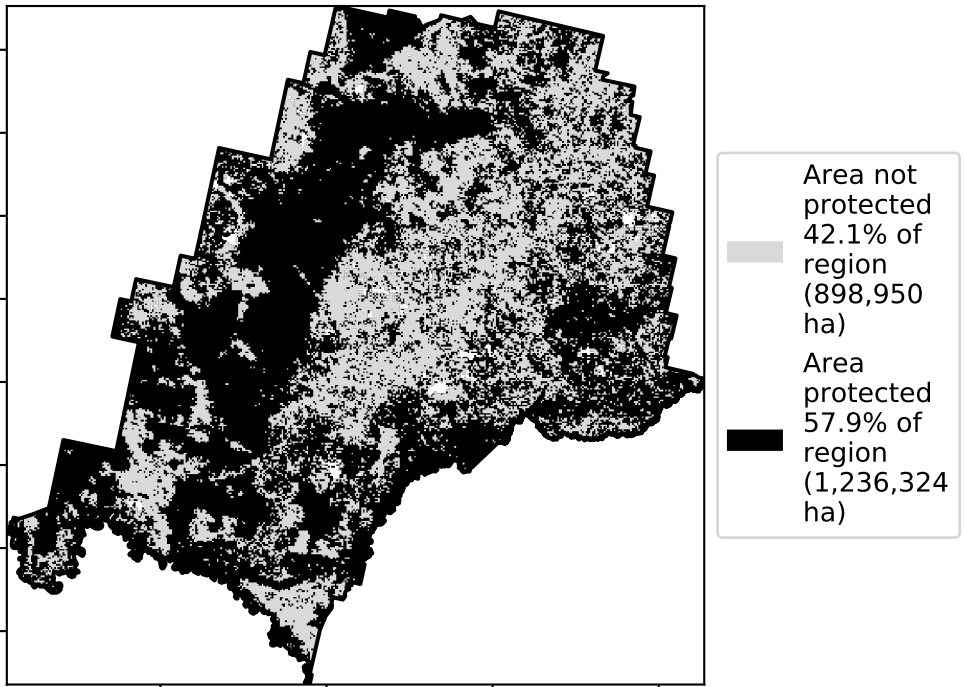 Area not
protected
42.1% of
region
(898,950
ha)
Area
protected
57.9% of
region
(1,236,324
ha)